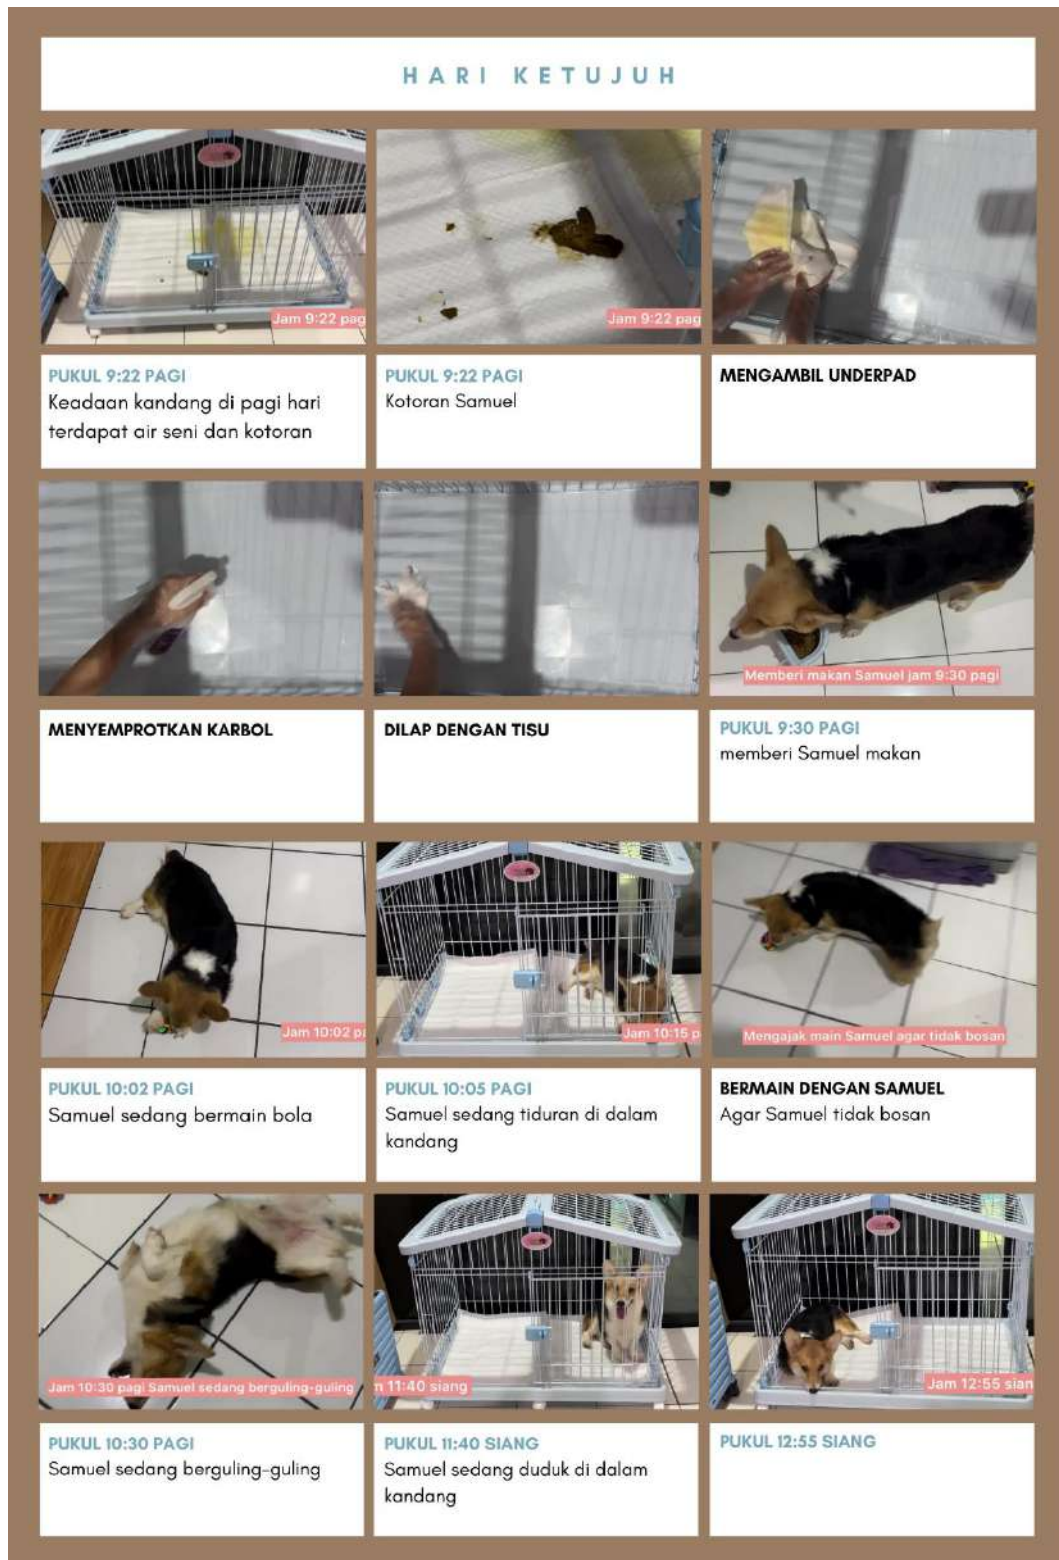 HARI KETUJUH
Jam 9:22 pag
Jam 9:22 pag
PUKUL 9:22 PAGI
Keadaan kandang di pagi hari
terdapat air seni dan kotoran
PUKUL 9:22 PAGI
Kotoran Samuel
MENGAMBIL UNDERPAD
Memberi makan Samuel jam 9:30 pagi
MENYEMPROTKAN KARBOL
DILAP DENGAN TISU
PUKUL 9:30 PAGI
memberi Samuel makan
Jam 10:02 pa
Jam 10:15 p
Mengajak main Samuel agar tidak bosan
PUKUL 10:02 PAGI
Samuel sedang bermain bola
PUKUL 10:05 PAGI
Samuel sedang tiduran di dalam
kandang
BERMAIN DENGAN SAMUEL
Agar Samuel tidak bosan
Jam 10:30 pagi Samuel sedang berguling-guling
n 11:40 siang
Jam 12:55 sian
PUKUL 10:30 PAGI
Samuel sedang berguling-guling
PUKUL 11:40 SIANG
Samuel sedang duduk di dalam
kandang
PUKUL 12:55 SIANG